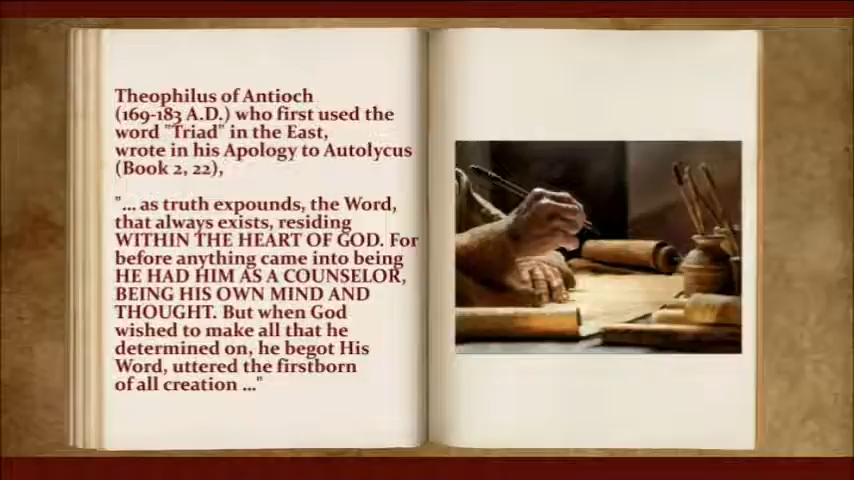 Theophilus of Antioch
(169-183 A.D.) who first used the
word "Triad" in the East,
wrote in his Apology to Autolycus
(Book 2, 22),
"... as truth expounds, the Word,
that always exists, residing
WITHIN THE HEART OF GOD. For
before anything came into being
HE HAD HIM AS A COUNSELOR,
BEING HIS OWN MIND AND
THOUGHT. But when God
wished to make all that he
determined on, he begot His
Word, uttered the firstborn
of all creation ..."